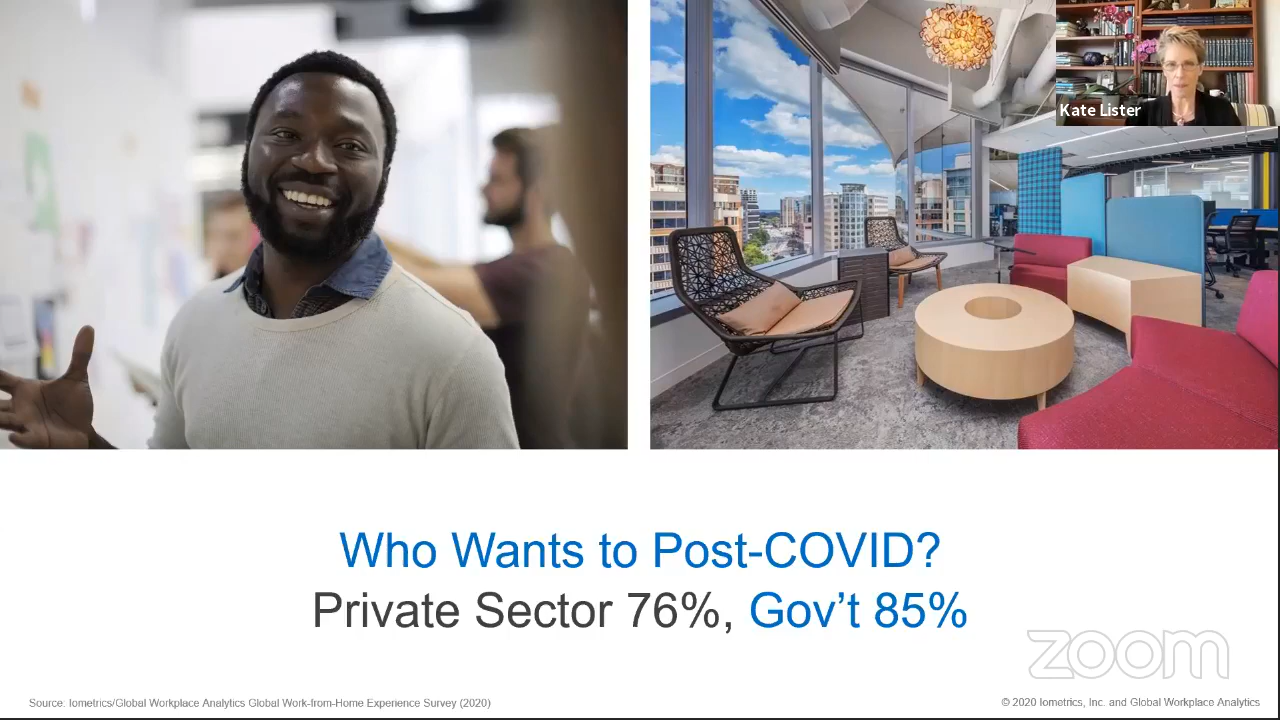 Kate Lister
Who Wants to Post-COVID?
Private Sector 76%, Gov’t 85%
zoom
Source: Iometrics/Global Workplace Analytics Global Work-from-Home Experience Survey (2020)
© 2020 Iometrics, Inc. and Global Workplace Analytics